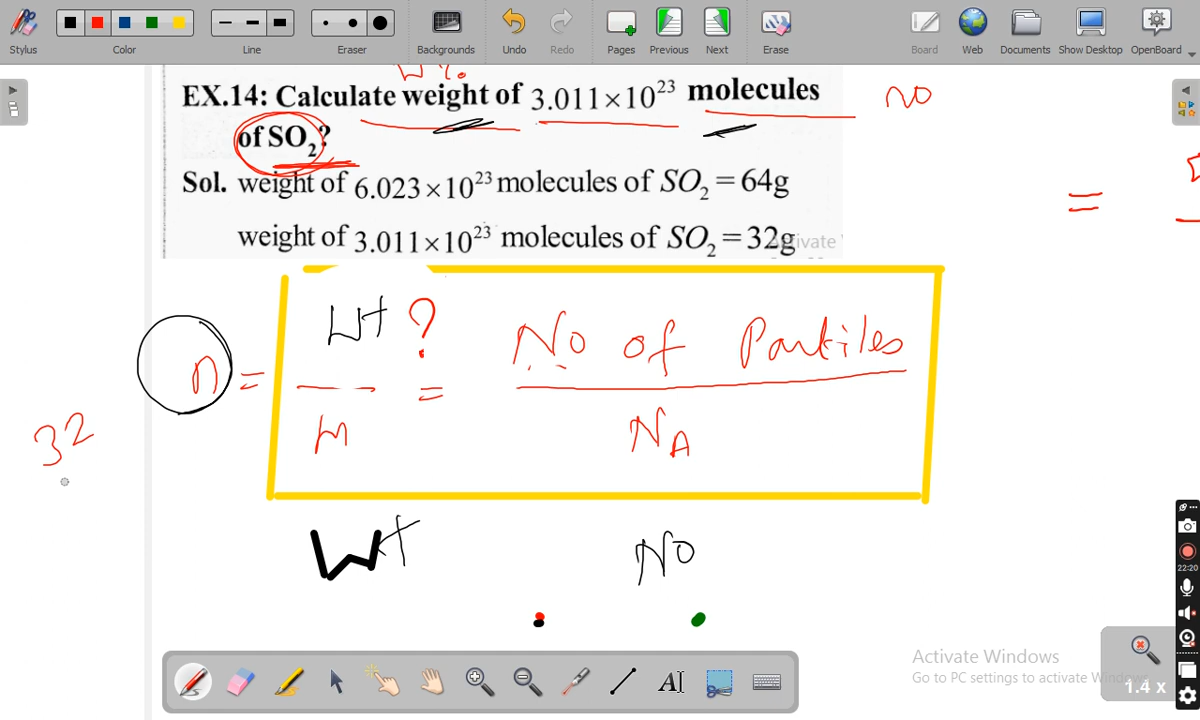 Stylus Color Line Eraser Backgrounds Undo Redo Pages Previous Next Erase Board Web Documents Show Desktop OpenBoard
EX.14: Calculate weight of 3.011×10²³ molecules no
of SO₂?
Sol. weight of 6.023×10²³ molecules of SO₂ = 64g
=
weight of 3.011×10²³ molecules of SO₂ = 32g
Activate
Wt ? No of Partiles
n = =
M N_A
32
Wt No
22:20
Activate Windows
Go to PC settings to activate Windows
1.4 x